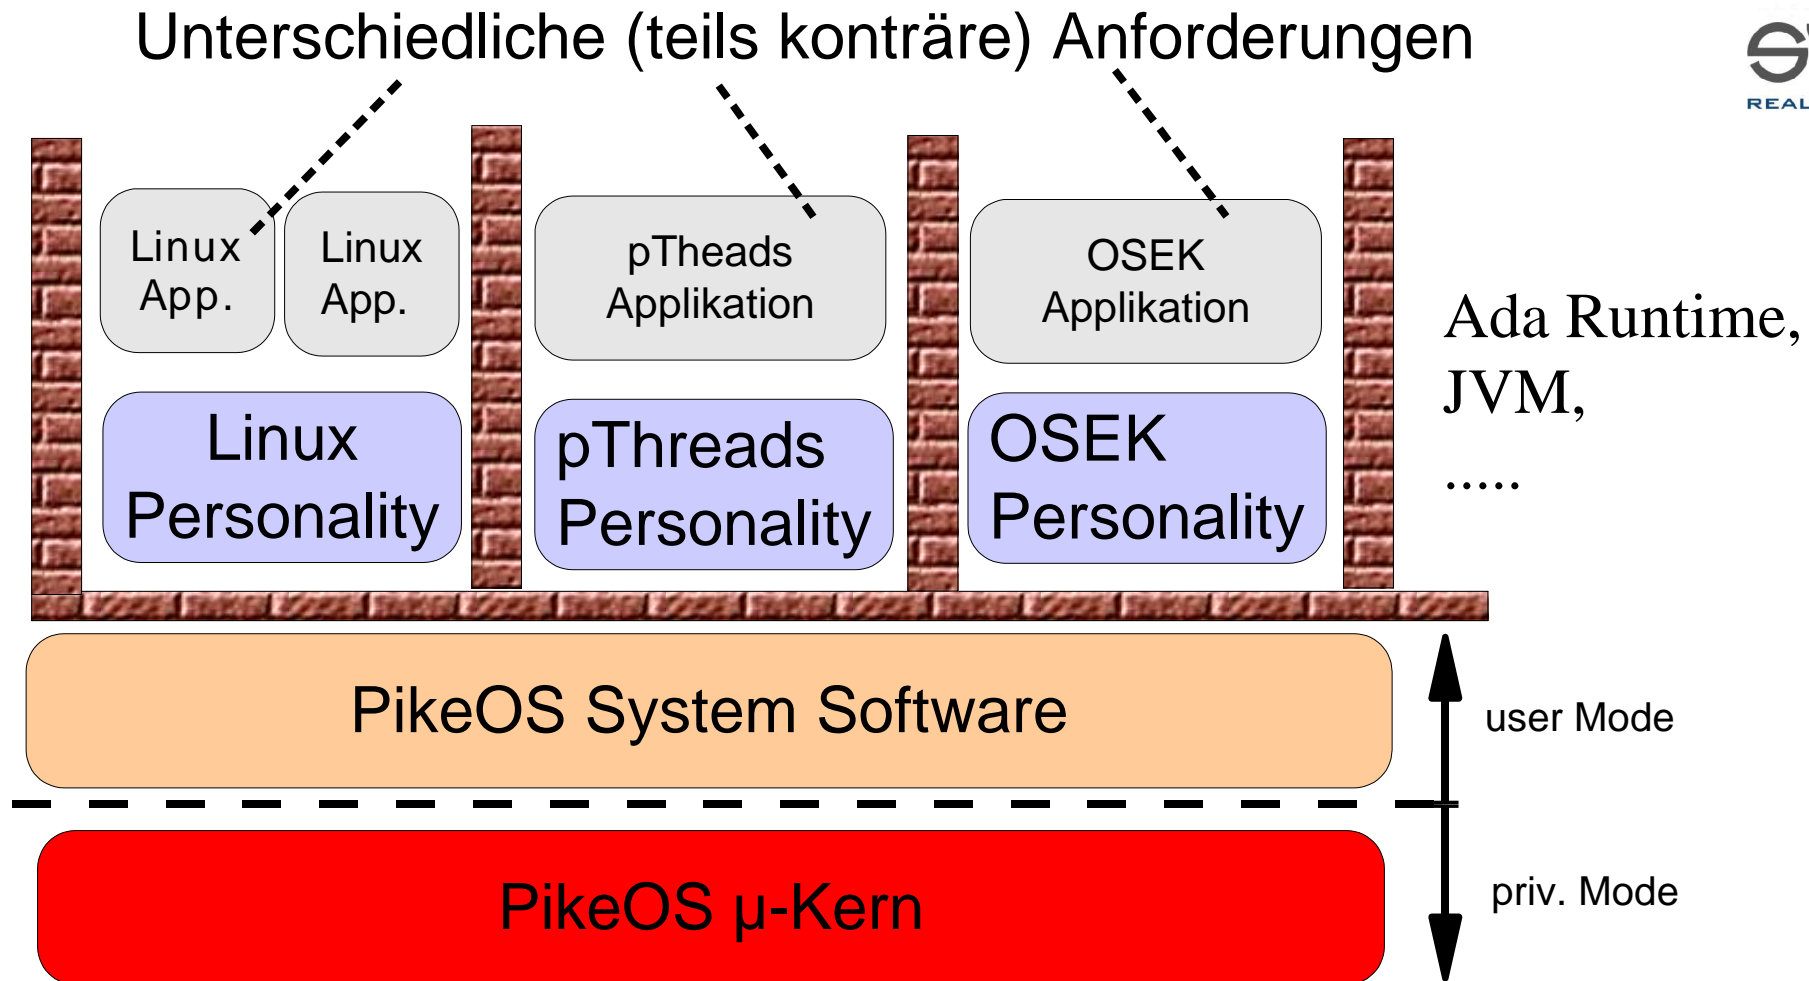 Unterschiedliche (teils konträre) Anforderungen
REAL
Linux
App.
Linux
App.
pTheads
Applikation
OSEK
Applikation
Ada Runtime,
JVM,
.....
Linux
Personality
pThreads
Personality
OSEK
Personality
PikeOS System Software
user Mode
PikeOS µ-Kern
priv. Mode